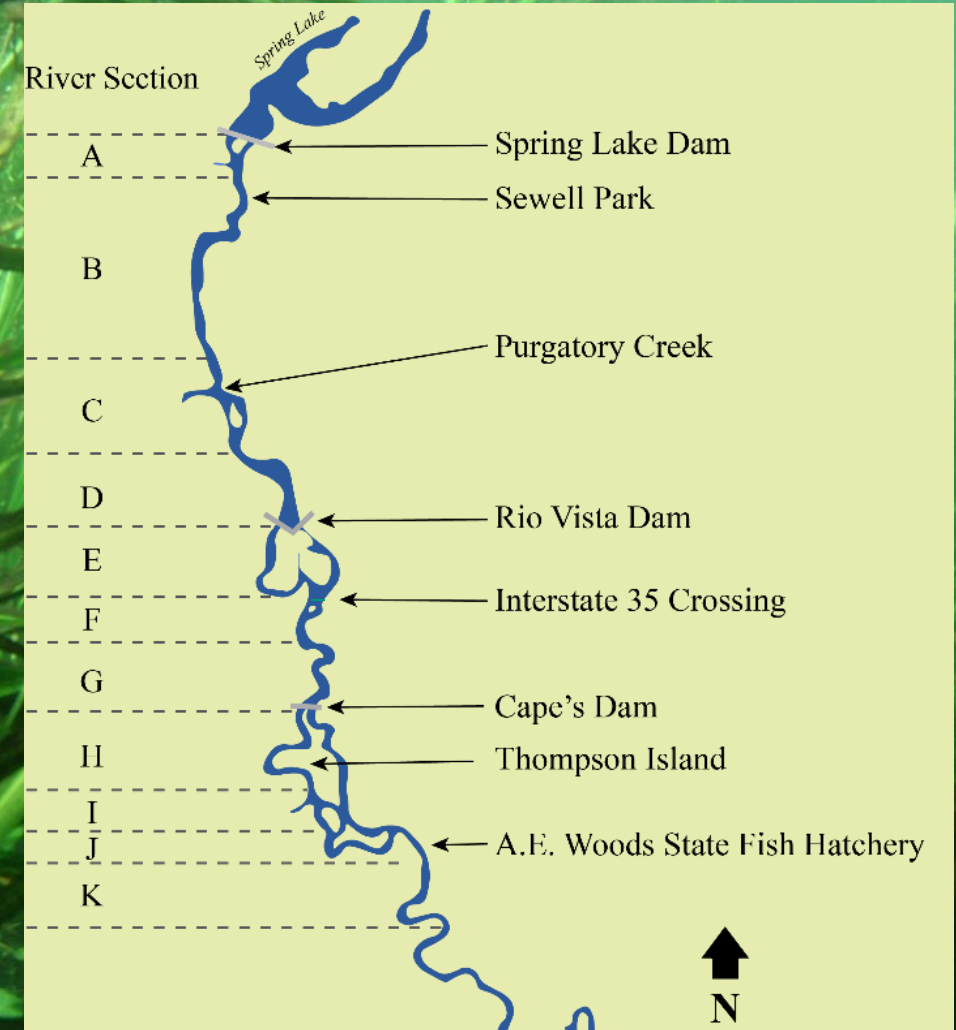 Spring Lake
River Section
Spring Lake Dam
A
Sewell Park
B
Purgatory Creek
C
D
Rio Vista Dam
E
Interstate 35 Crossing
F
G
Cape's Dam
H
Thompson Island
I
J
A.E. Woods State Fish Hatchery
K
N